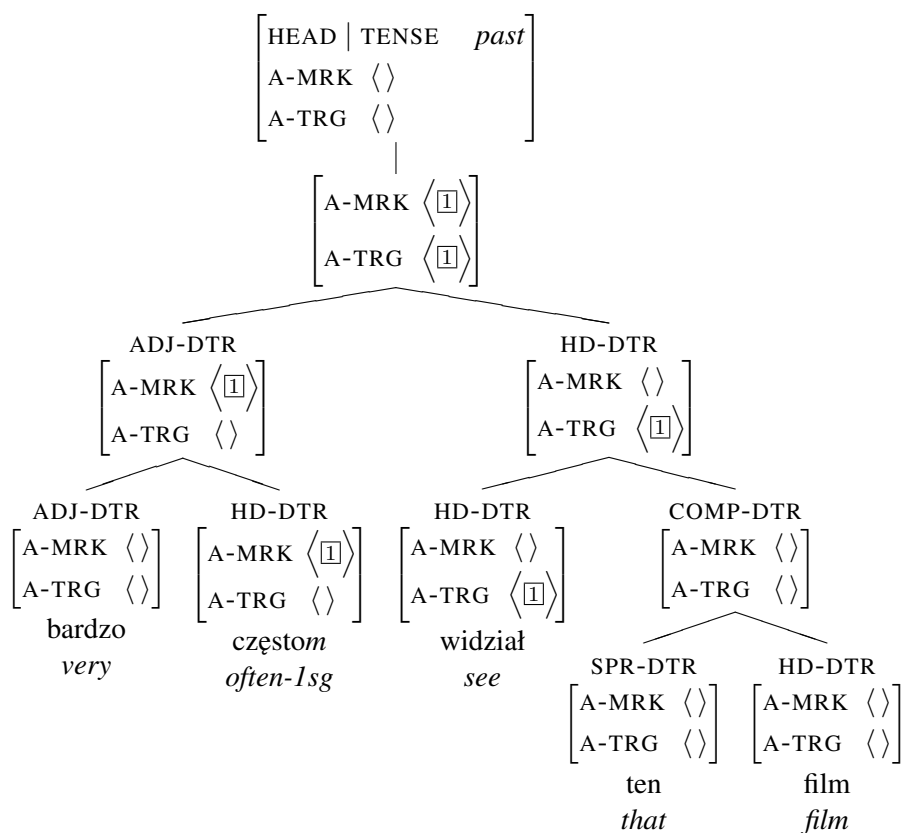 HEAD | TENSE past
A-MRK ⟨ ⟩
A-TRG ⟨ ⟩
A-MRK ⟨1⟩
A-TRG ⟨1⟩
ADJ-DTR HD-DTR
A-MRK ⟨1⟩ A-MRK ⟨ ⟩
A-TRG ⟨ ⟩ A-TRG ⟨1⟩
ADJ-DTR HD-DTR HD-DTR COMP-DTR
A-MRK ⟨ ⟩ A-MRK ⟨1⟩ A-MRK ⟨ ⟩ A-MRK ⟨ ⟩
A-TRG ⟨ ⟩ A-TRG ⟨ ⟩ A-TRG ⟨1⟩ A-TRG ⟨ ⟩
bardzo częstom widział
very often-1sg see
SPR-DTR HD-DTR
A-MRK ⟨ ⟩ A-MRK ⟨ ⟩
A-TRG ⟨ ⟩ A-TRG ⟨ ⟩
ten film
that film